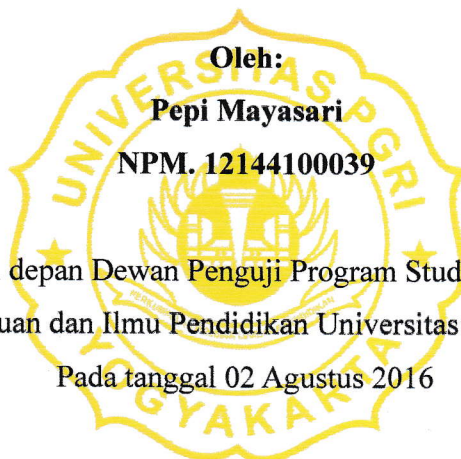 Oleh:
Pepi Mayasari
NPM. 12144100039
depan Dewan Penguji Program Stud
uan dan Ilmu Pendidikan Universitas
Pada tanggal 02 Agustus 2016
UNIVERSITAS PGRI
YOGYAKARTA